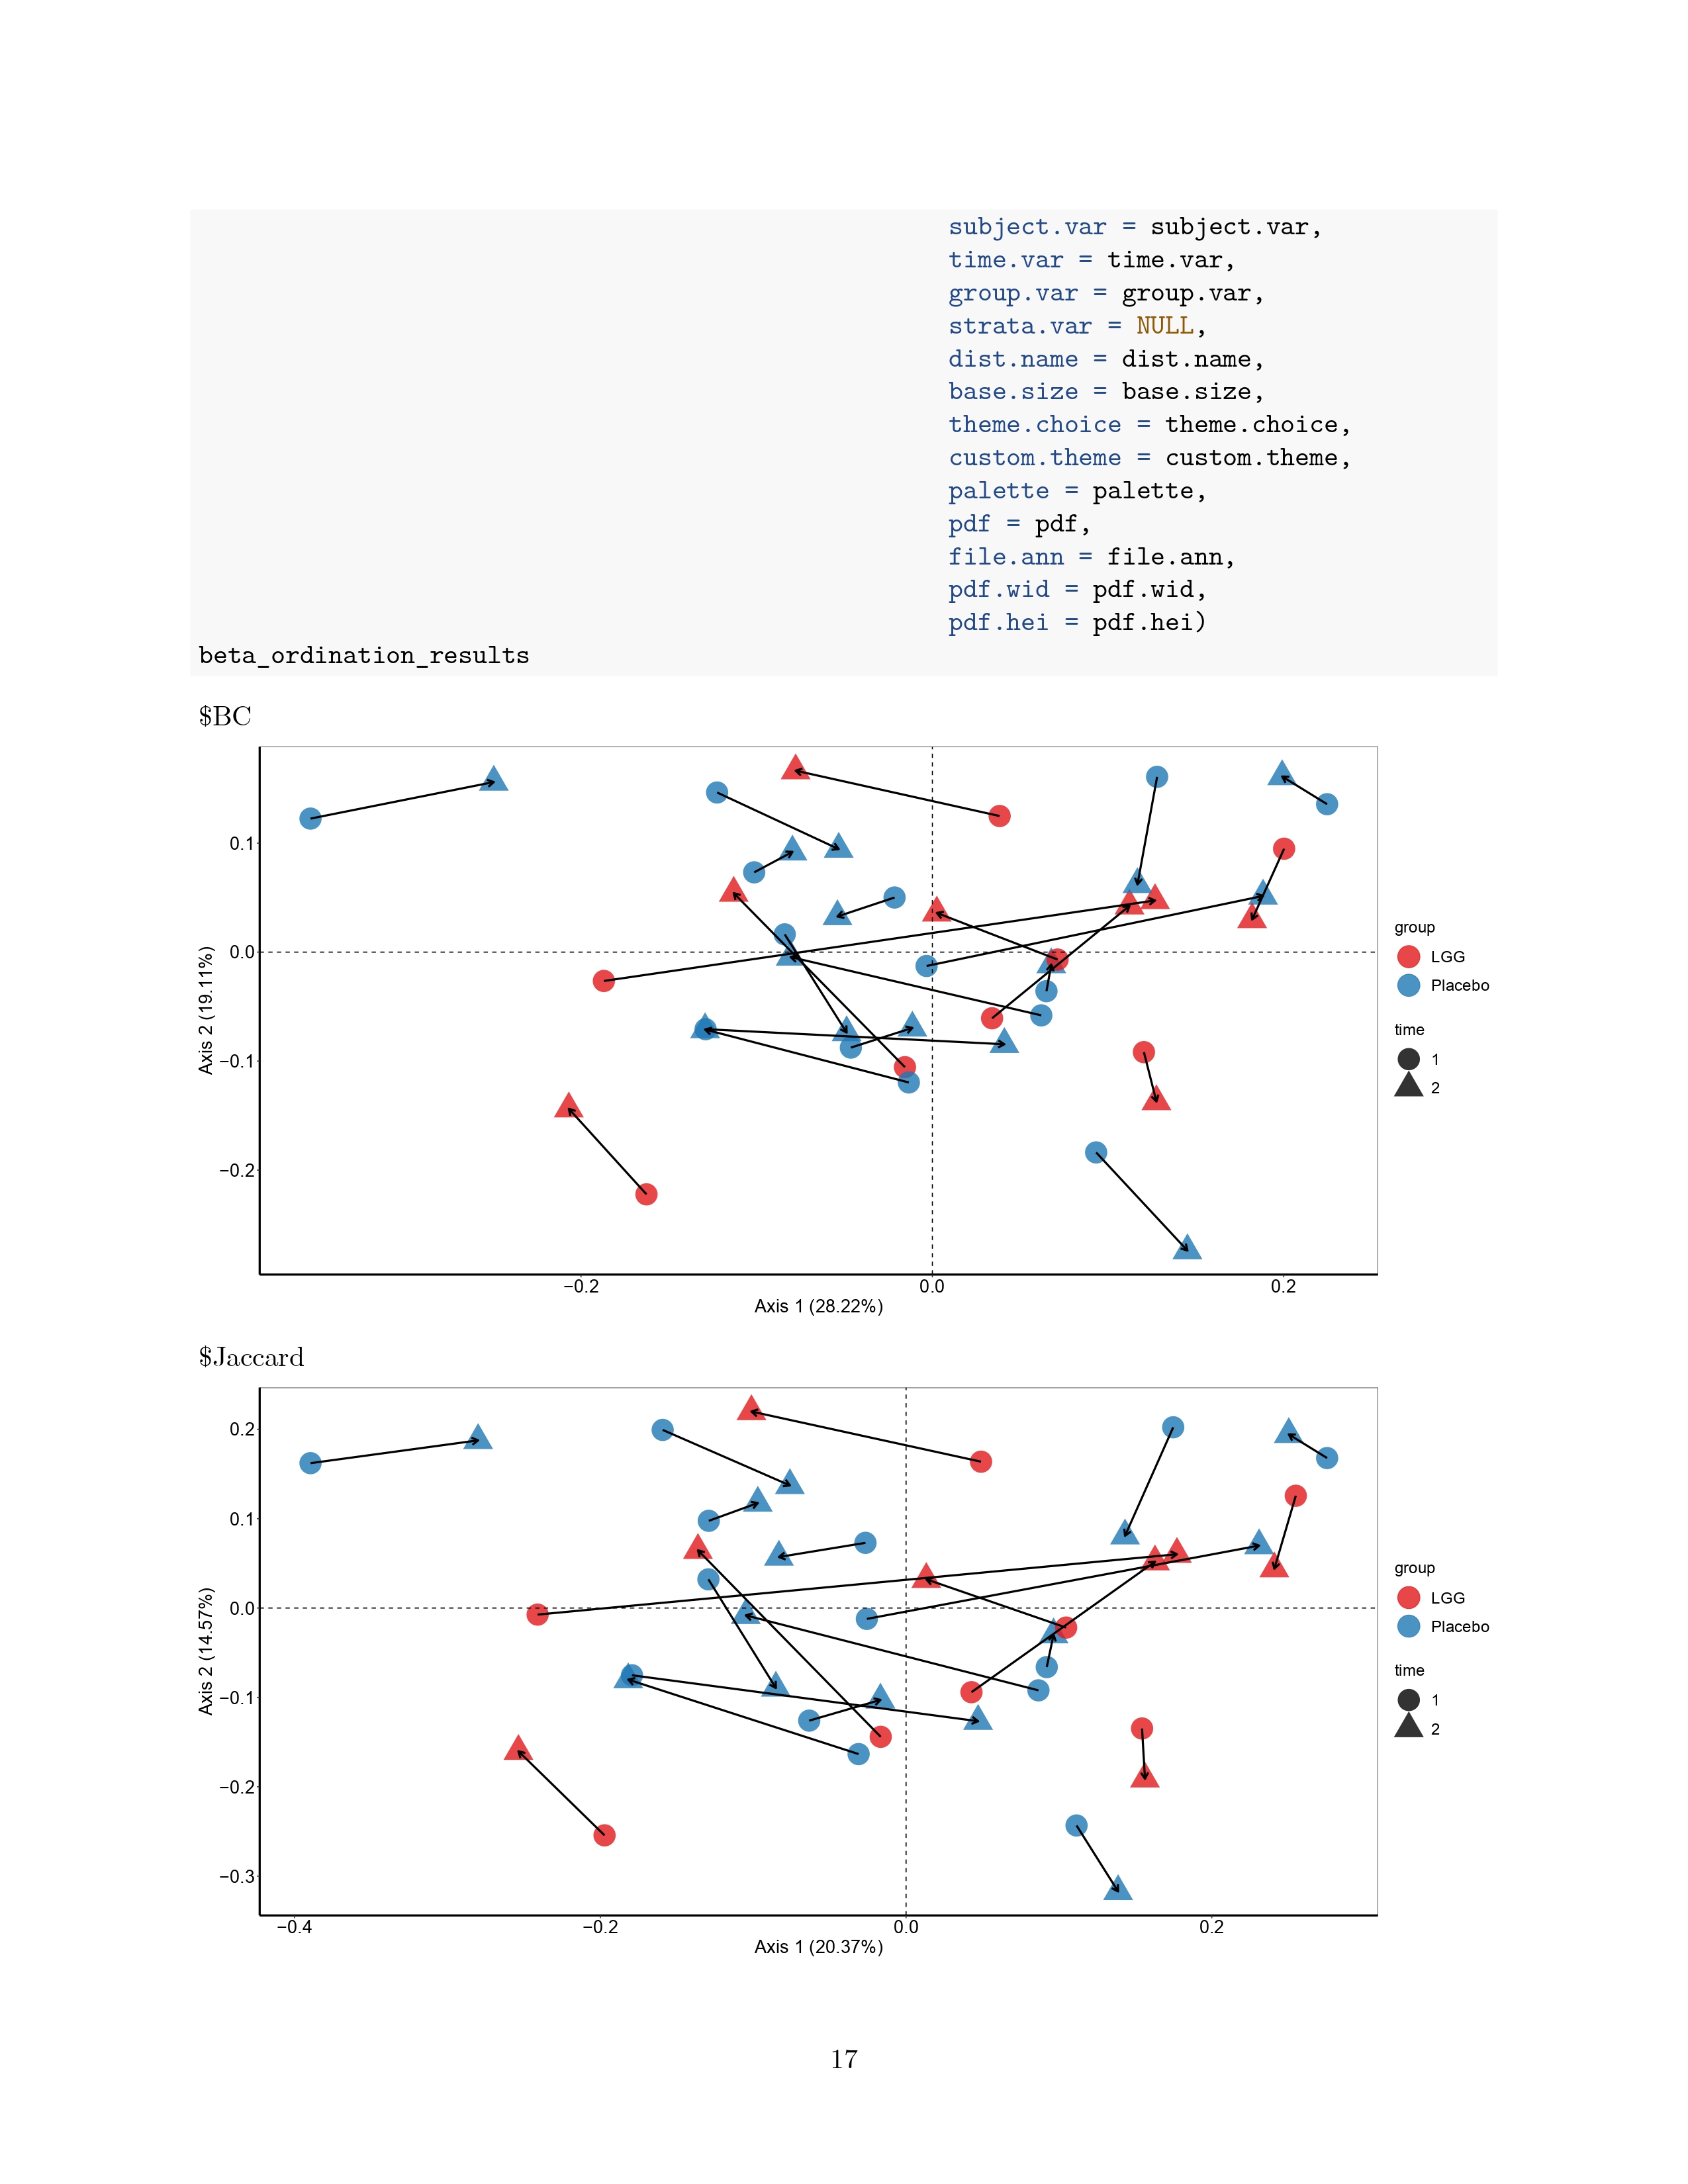 subject.var = subject.var,
time.var = time.var,
group.var = group.var,
strata.var = NULL,
dist.name = dist.name,
base.size = base.size,
theme.choice = theme.choice,
custom.theme = custom.theme,
palette = palette,
pdf = pdf,
file.ann = file.ann,
pdf.wid = pdf.wid,
pdf.hei = pdf.hei)
beta_ordination_results
$BC
0.1
0.0
−0.1
−0.2
Axis 2 (19.11%)
−0.2
0.0
0.2
Axis 1 (28.22%)
group
LGG
Placebo
time
1
2
$Jaccard
0.2
0.1
0.0
−0.1
−0.2
−0.3
Axis 2 (14.57%)
−0.4
−0.2
0.0
0.2
Axis 1 (20.37%)
group
LGG
Placebo
time
1
2
17